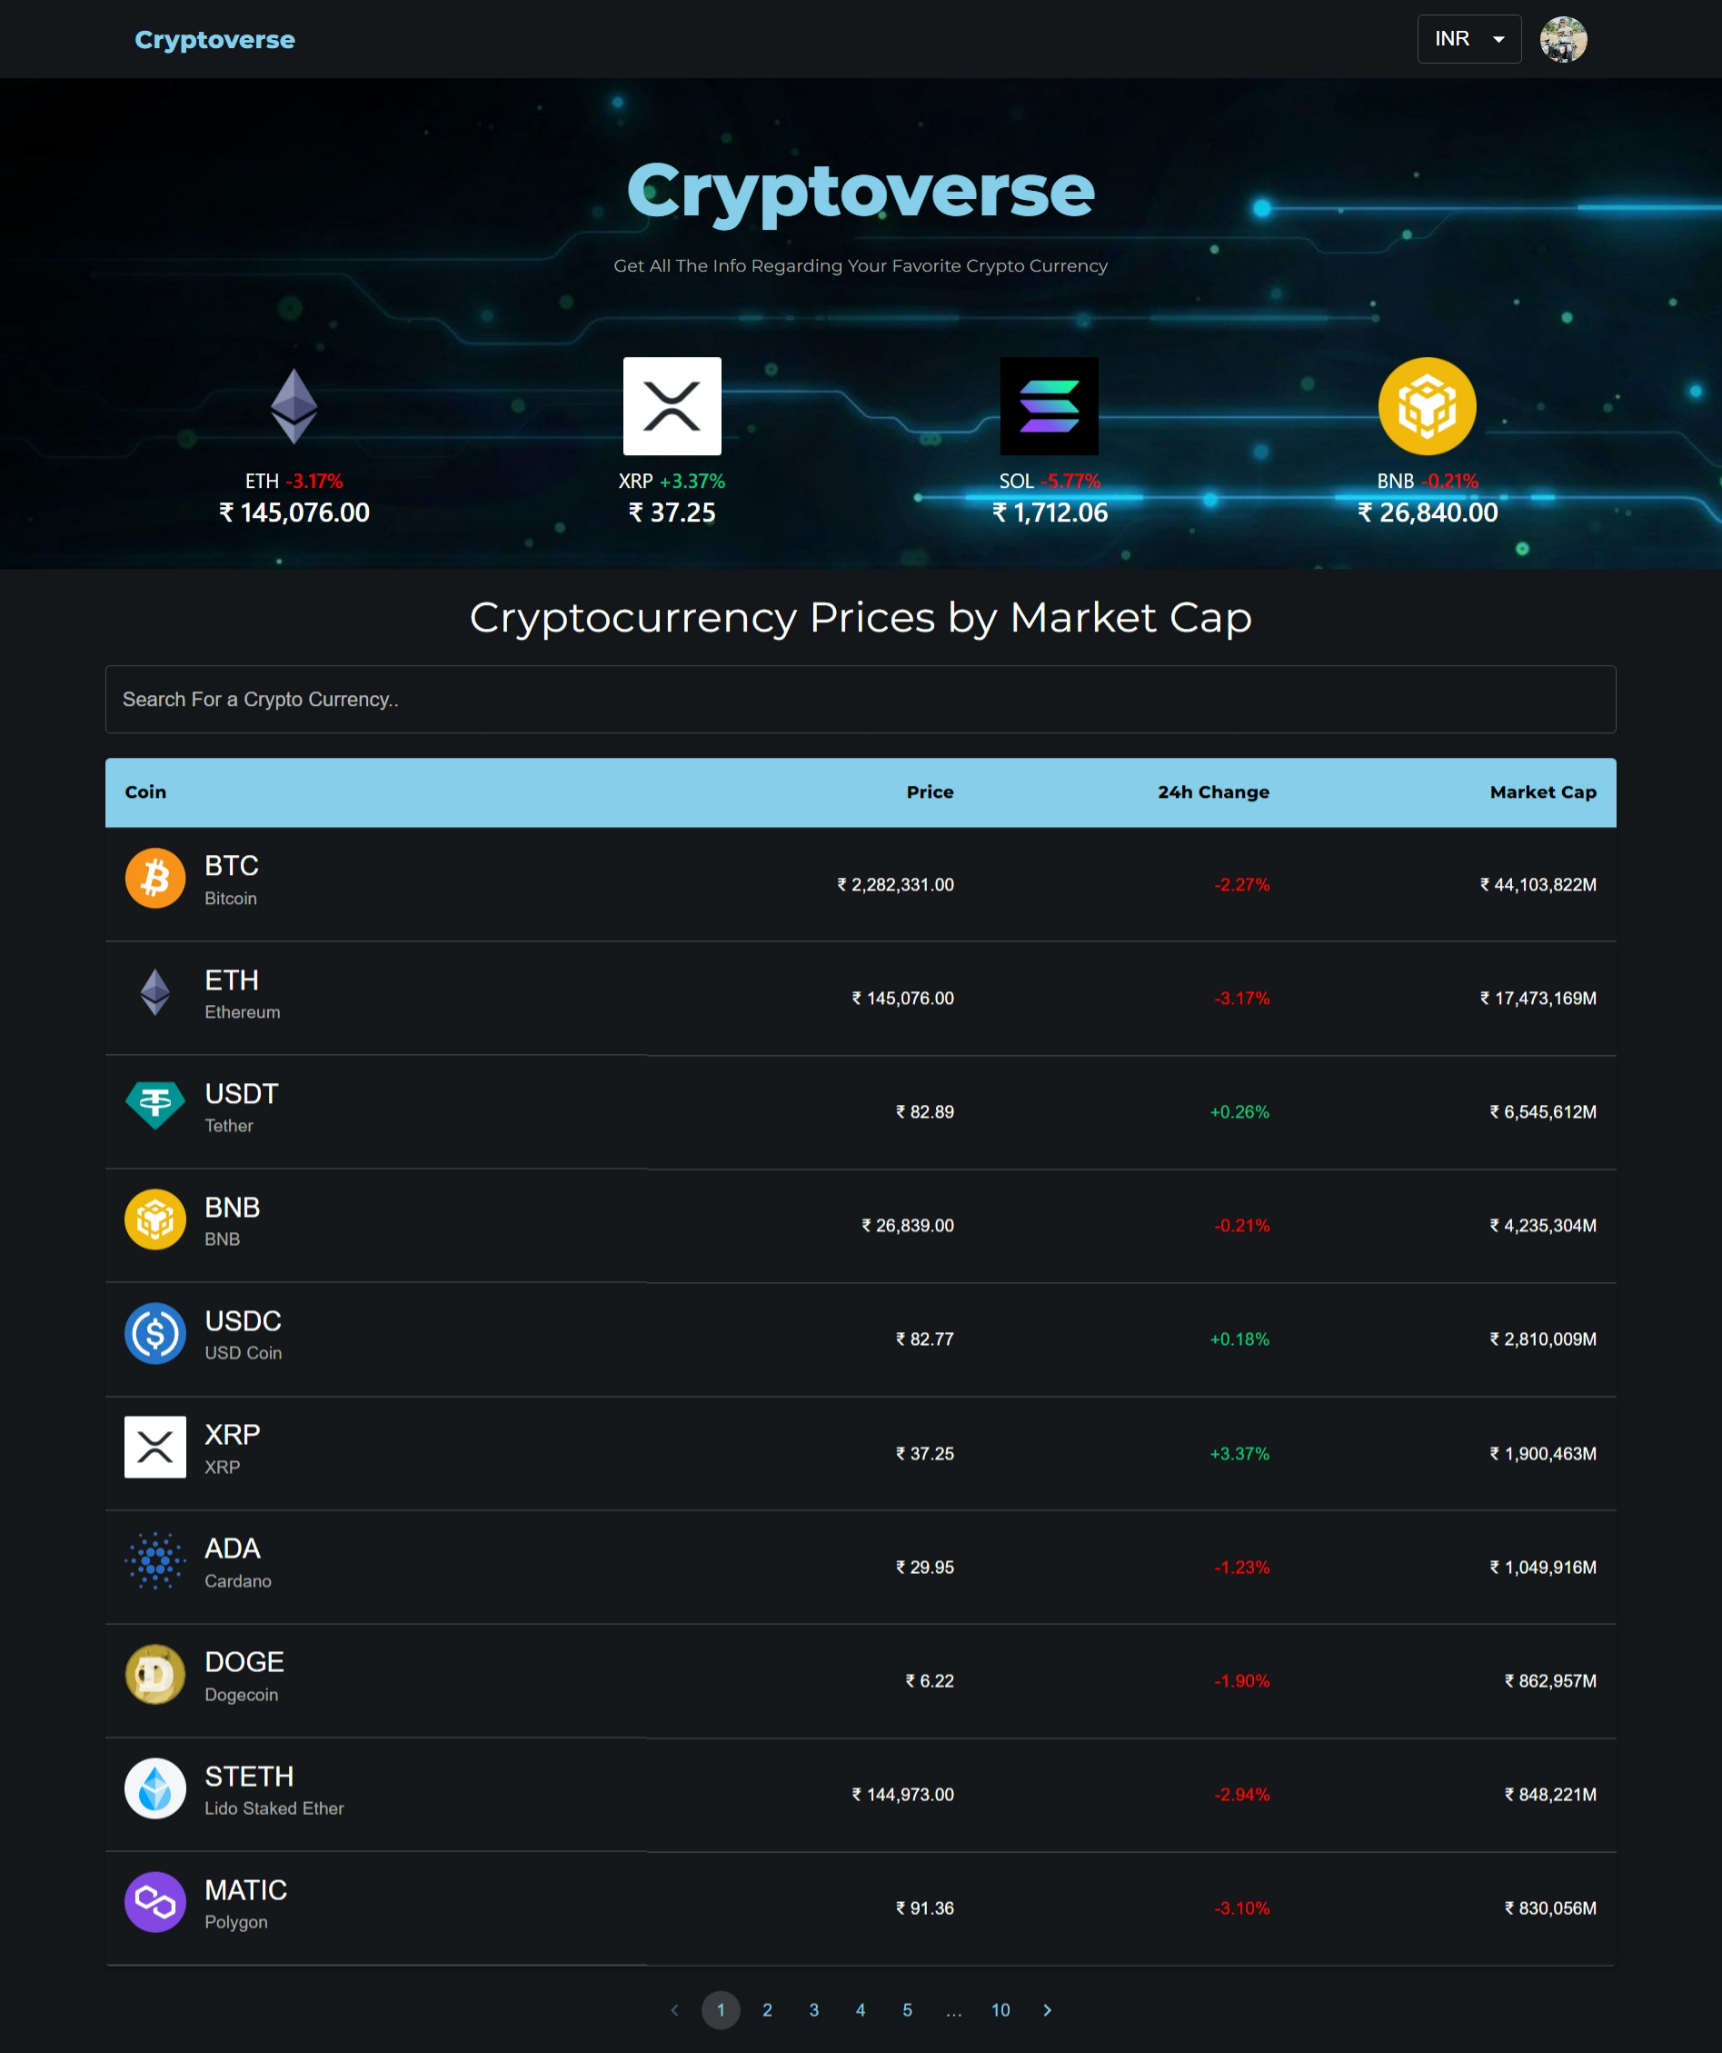 Cryptoverse
INR
Cryptoverse
Get All The Info Regarding Your Favorite Crypto Currency
ETH -3.17%
₹ 145,076.00
XRP +3.37%
₹ 37.25
SOL -5.77%
₹ 1,712.06
BNB -0.21%
₹ 26,840.00
Cryptocurrency Prices by Market Cap
Search For a Crypto Currency..
Coin Price 24h Change Market Cap
BTC
Bitcoin
₹ 2,282,331.00 -2.27% ₹ 44,103,822M
ETH
Ethereum
₹ 145,076.00 -3.17% ₹ 17,473,169M
USDT
Tether
₹ 82.89 +0.26% ₹ 6,545,612M
BNB
BNB
₹ 26,839.00 -0.21% ₹ 4,235,304M
USDC
USD Coin
₹ 82.77 +0.18% ₹ 2,810,009M
XRP
XRP
₹ 37.25 +3.37% ₹ 1,900,463M
ADA
Cardano
₹ 29.95 -1.23% ₹ 1,049,916M
DOGE
Dogecoin
₹ 6.22 -1.90% ₹ 862,957M
STETH
Lido Staked Ether
₹ 144,973.00 -2.94% ₹ 848,221M
MATIC
Polygon
₹ 91.36 -3.10% ₹ 830,056M
1 2 3 4 5 ... 10